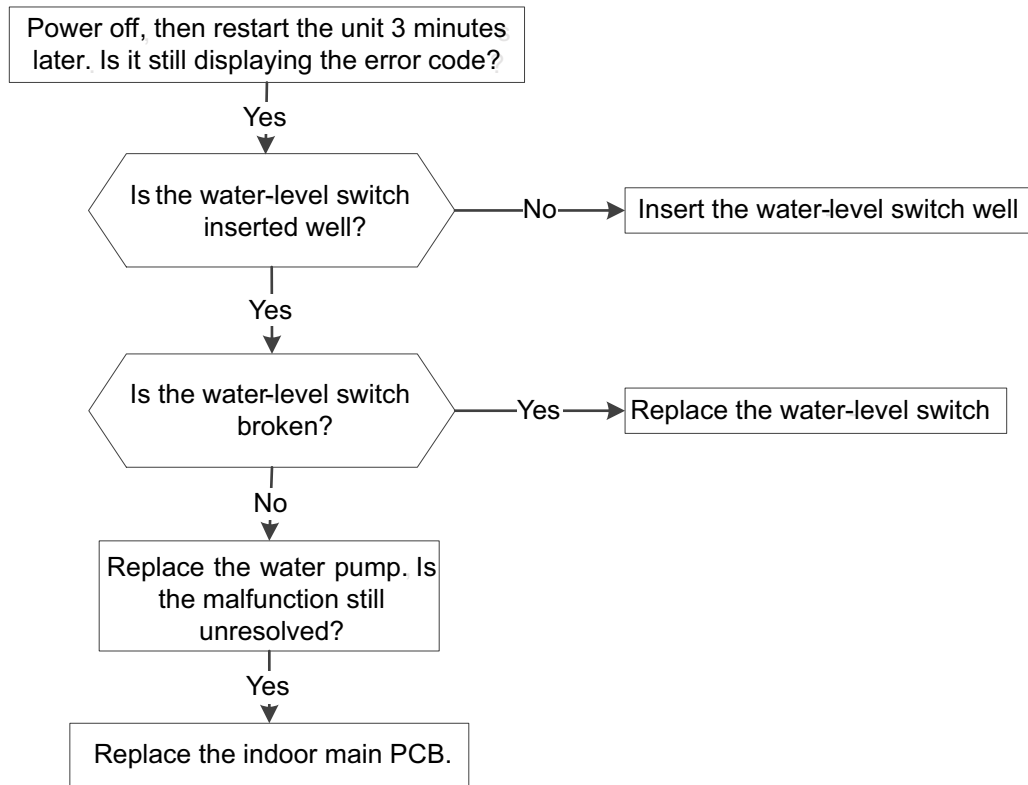 Power off, then restart the unit 3 minutes
later. Is it still displaying the error code?
Yes
Is the water-level switch
inserted well?
No
Insert the water-level switch well
Yes
Is the water-level switch
broken?
Yes
Replace the water-level switch
No
Replace the water pump. Is
the malfunction still
unresolved?
Yes
Replace the indoor main PCB.